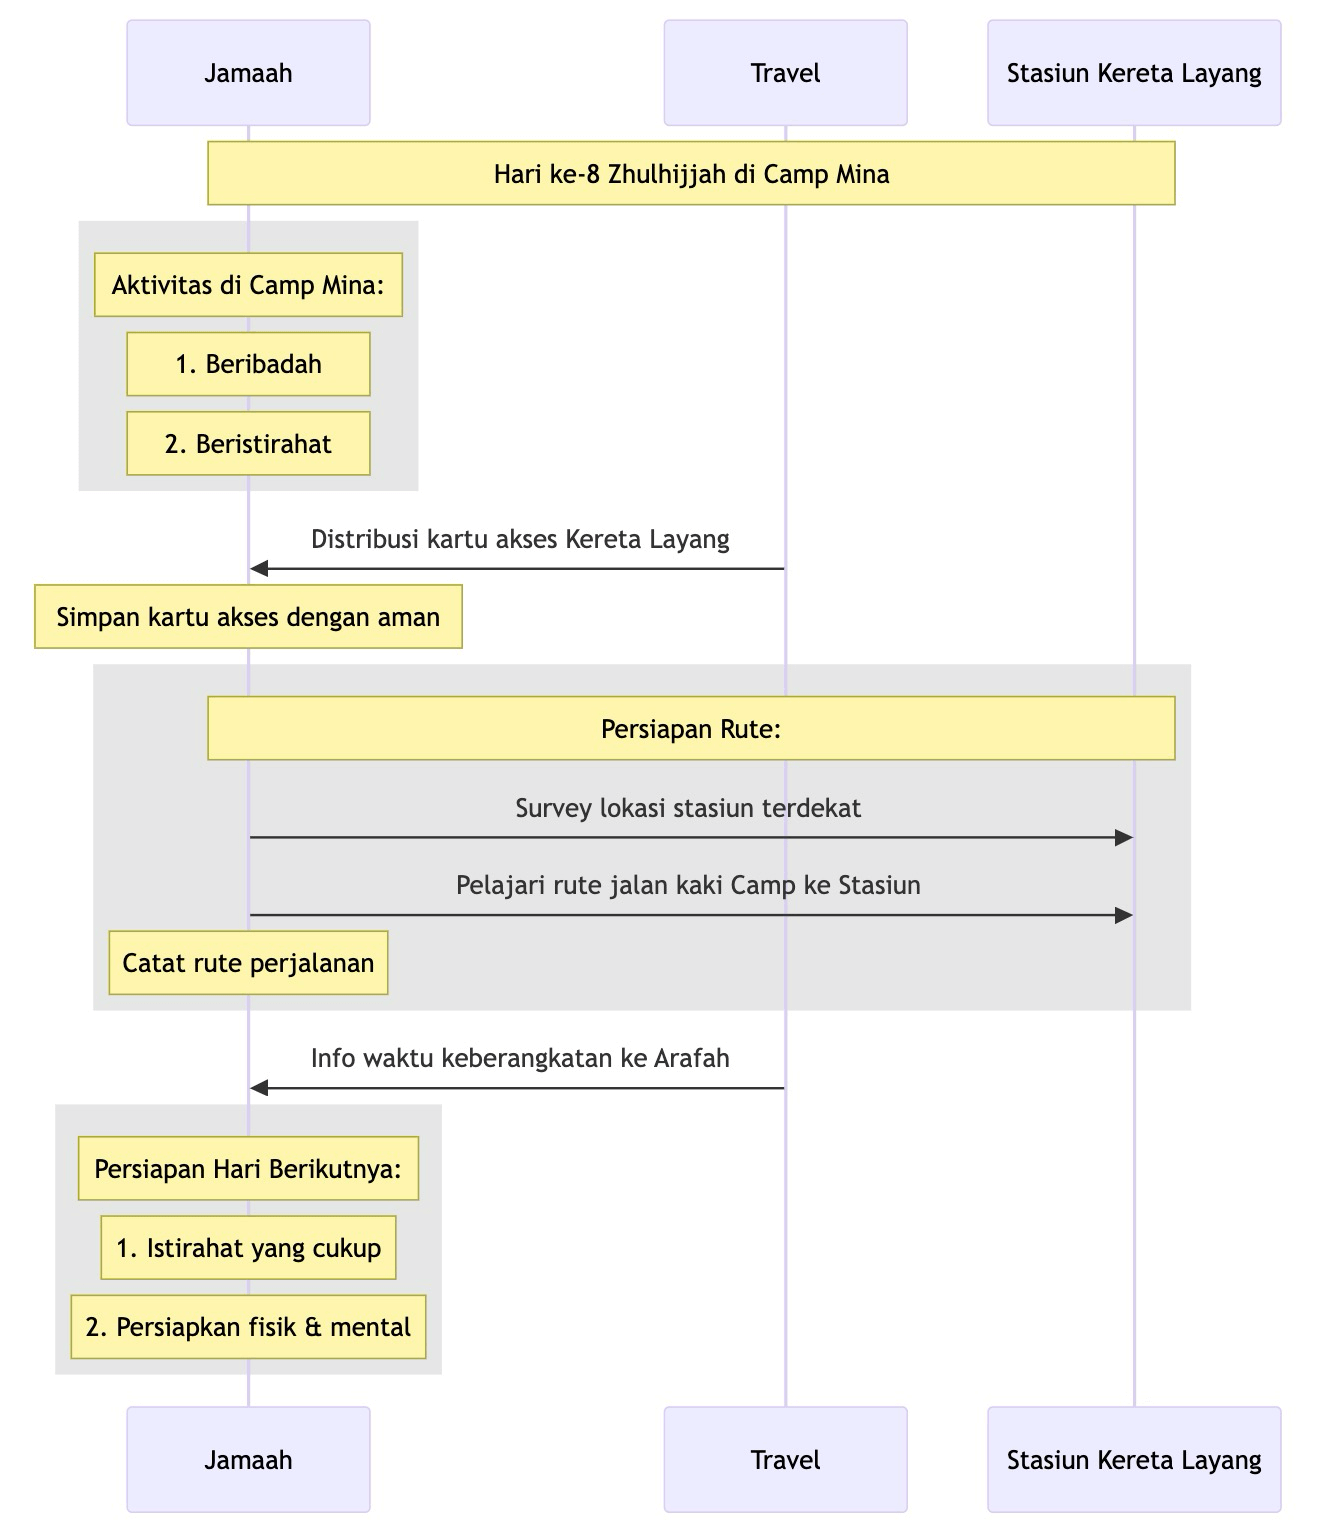 Jamaah
Travel
Stasiun Kereta Layang
Hari ke-8 Zhulhijjah di Camp Mina
Aktivitas di Camp Mina:
1. Beribadah
2. Beristirahat
Distribusi kartu akses Kereta Layang
Simpan kartu akses dengan aman
Persiapan Rute:
Survey lokasi stasiun terdekat
Pelajari rute jalan kaki Camp ke Stasiun
Catat rute perjalanan
Info waktu keberangkatan ke Arafah
Persiapan Hari Berikutnya:
1. Istirahat yang cukup
2. Persiapkan fisik & mental
Jamaah
Travel
Stasiun Kereta Layang